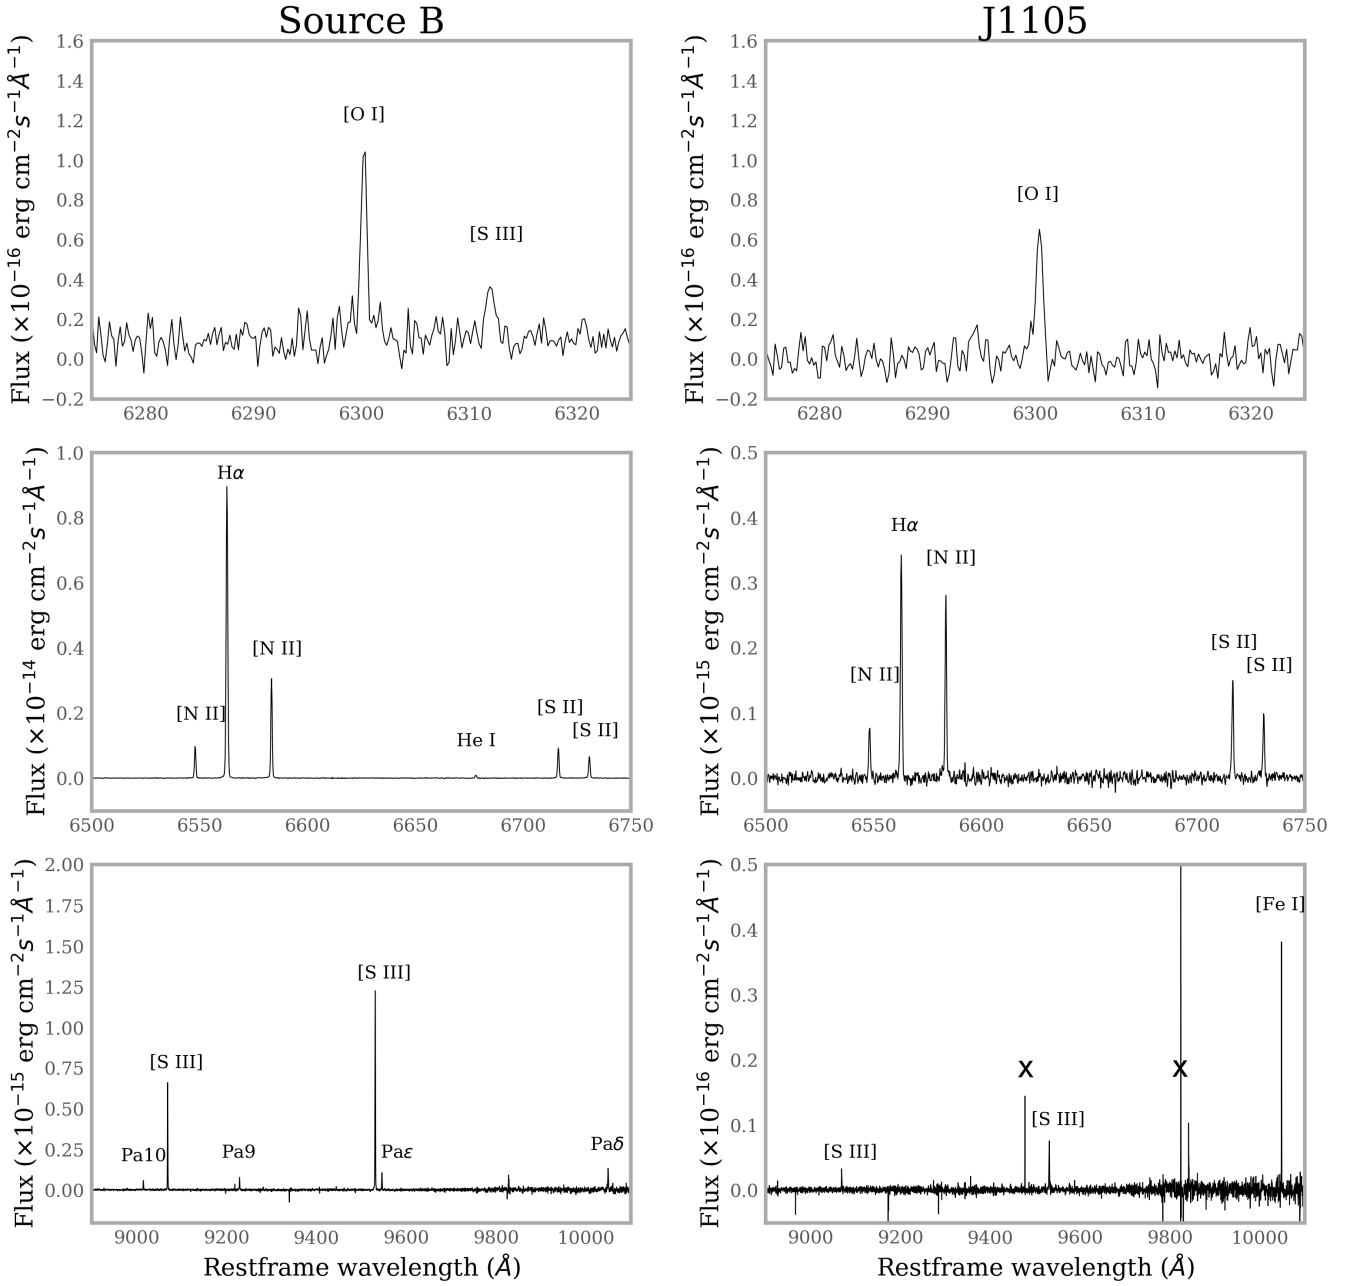 Source B
J1105
Flux (×10⁻¹⁶ erg cm⁻²s⁻¹Å⁻¹)
1.6
1.4
1.2
1.0
0.8
0.6
0.4
0.2
0.0
−0.2
[O I]
[S III]
6280 6290 6300 6310 6320
Flux (×10⁻¹⁶ erg cm⁻²s⁻¹Å⁻¹)
1.6
1.4
1.2
1.0
0.8
0.6
0.4
0.2
0.0
−0.2
[O I]
6280 6290 6300 6310 6320
Flux (×10⁻¹⁴ erg cm⁻²s⁻¹Å⁻¹)
1.0
0.8
0.6
0.4
0.2
0.0
Hα
[N II]
[N II]
He I
[S II]
[S II]
6500 6550 6600 6650 6700 6750
Flux (×10⁻¹⁵ erg cm⁻²s⁻¹Å⁻¹)
0.5
0.4
0.3
0.2
0.1
0.0
Hα
[N II]
[N II]
[S II]
[S II]
6500 6550 6600 6650 6700 6750
Flux (×10⁻¹⁵ erg cm⁻²s⁻¹Å⁻¹)
2.00
1.75
1.50
1.25
1.00
0.75
0.50
0.25
0.00
[S III]
[S III]
Pa10
Pa9
Paε
Paδ
9000 9200 9400 9600 9800 10000
Restframe wavelength (Å)
Flux (×10⁻¹⁶ erg cm⁻²s⁻¹Å⁻¹)
0.5
0.4
0.3
0.2
0.1
0.0
[Fe I]
x
x
[S III]
[S III]
9000 9200 9400 9600 9800 10000
Restframe wavelength (Å)